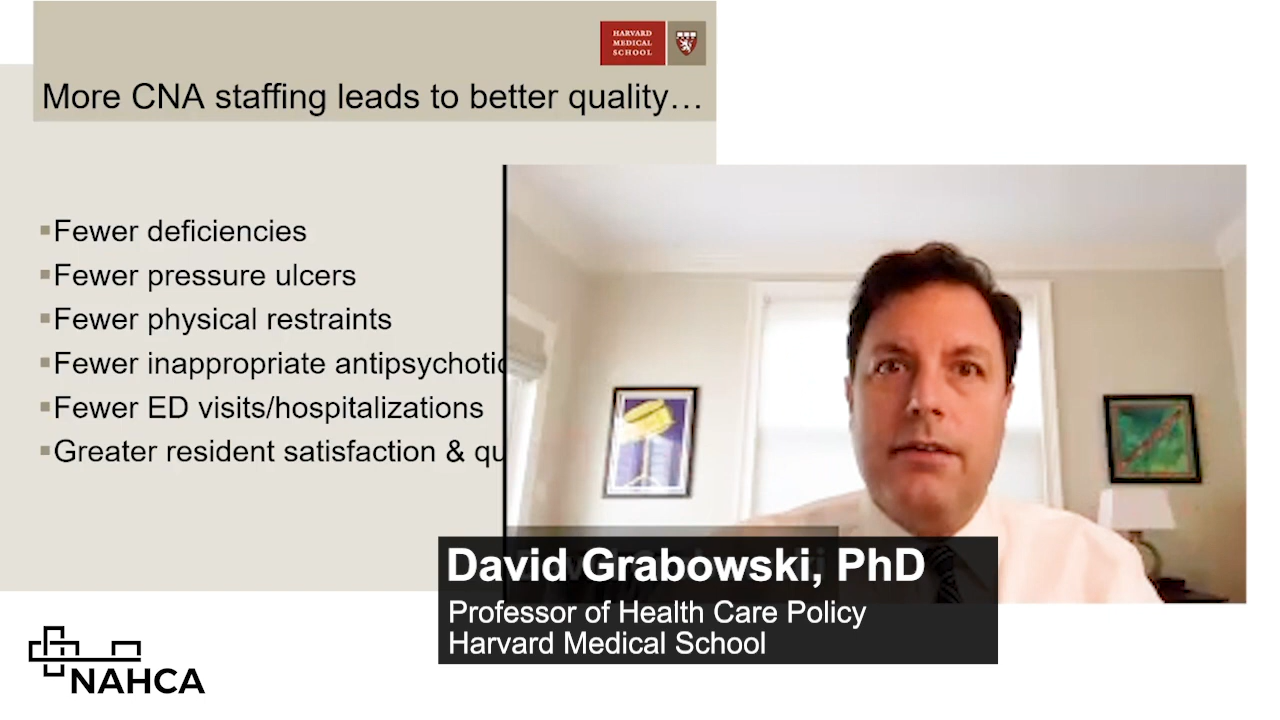 HARVARD
MEDICAL
SCHOOL
More CNA staffing leads to better quality…
▪Fewer deficiencies
▪Fewer pressure ulcers
▪Fewer physical restraints
▪Fewer inappropriate
▪Fewer ED visits/hospitalizations
▪Greater resident satisfaction &
David Grabowski, PhD
Professor of Health Care Policy
Harvard Medical School
NAHCA